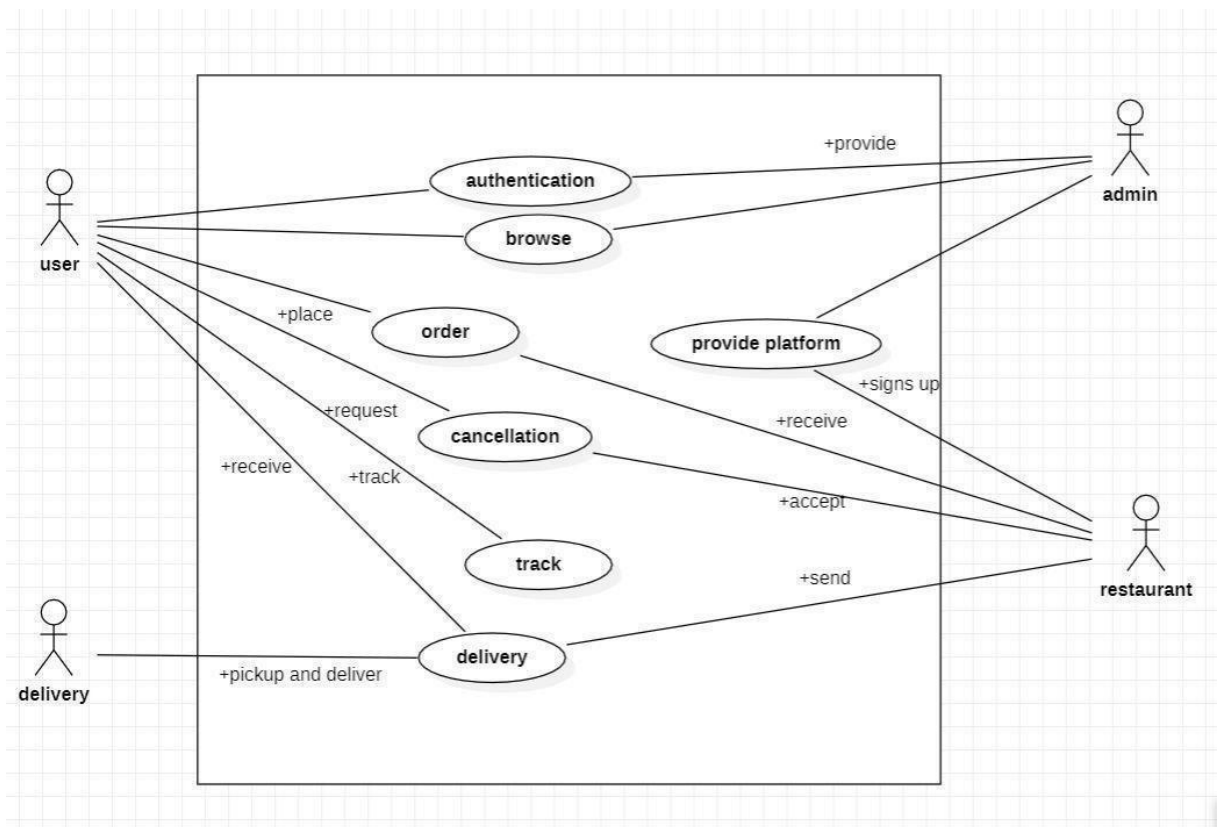 +provide
authentication
admin
browse
user
+place
order
provide platform
+signs up
+request
+receive
cancellation
+receive
+track
+accept
track
+send
restaurant
delivery
+pickup and deliver
delivery